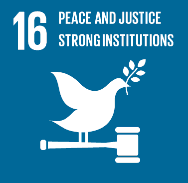 16 PEACE AND JUSTICE
STRONG INSTITUTIONS